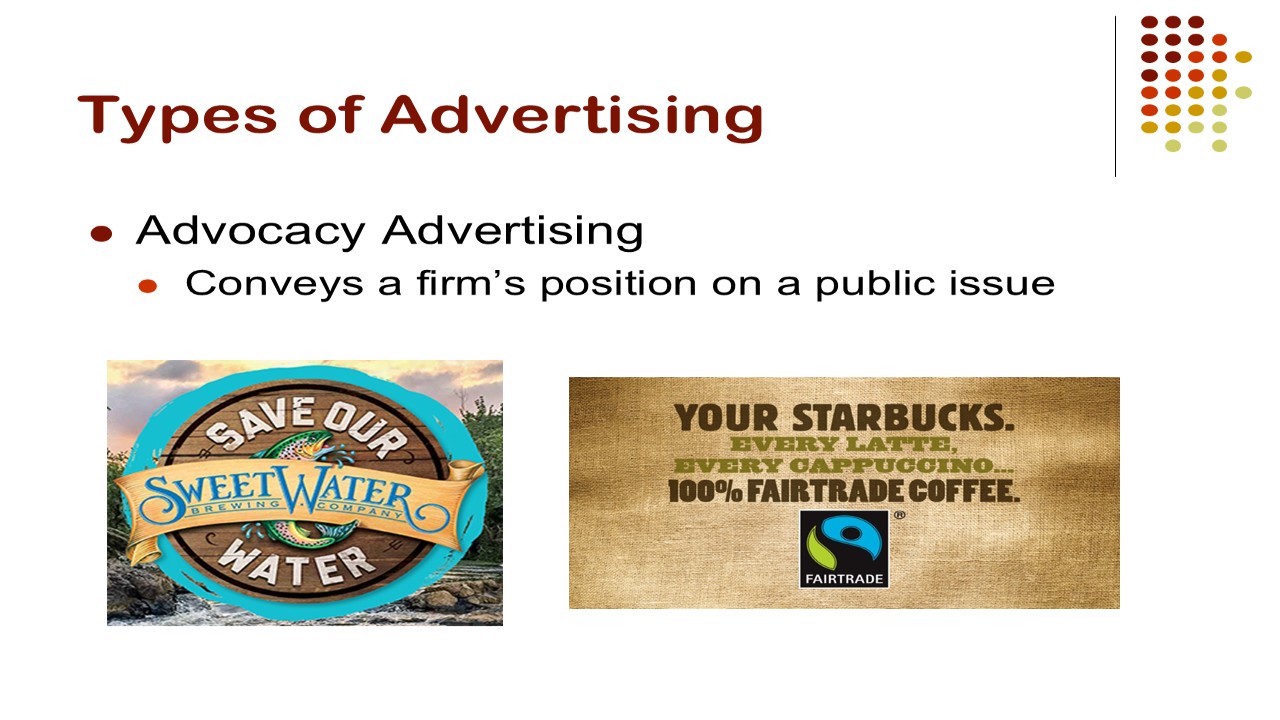 Types of Advertising
Advocacy Advertising
Conveys a firm’s position on a public issue
SAVE OUR
SWEETWATER
BREWING COMPANY
WATER
YOUR STARBUCKS.
EVERY LATTE,
EVERY CAPPUCCINO...
100% FAIRTRADE COFFEE.
®
FAIRTRADE